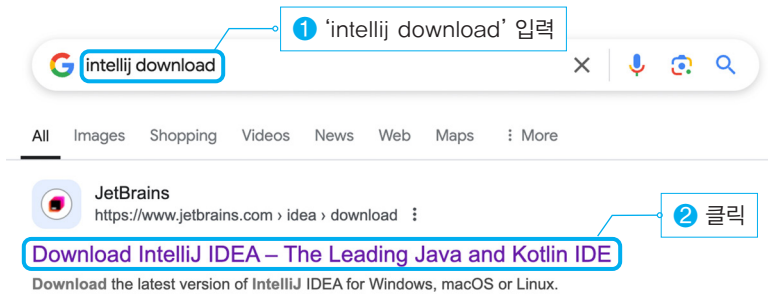 1 ‘intellij download’ 입력
intellij download
All Images Shopping Videos News Web Maps More
JetBrains
https://www.jetbrains.com › idea › download
2 클릭
Download IntelliJ IDEA – The Leading Java and Kotlin IDE
Download the latest version of IntelliJ IDEA for Windows, macOS or Linux.